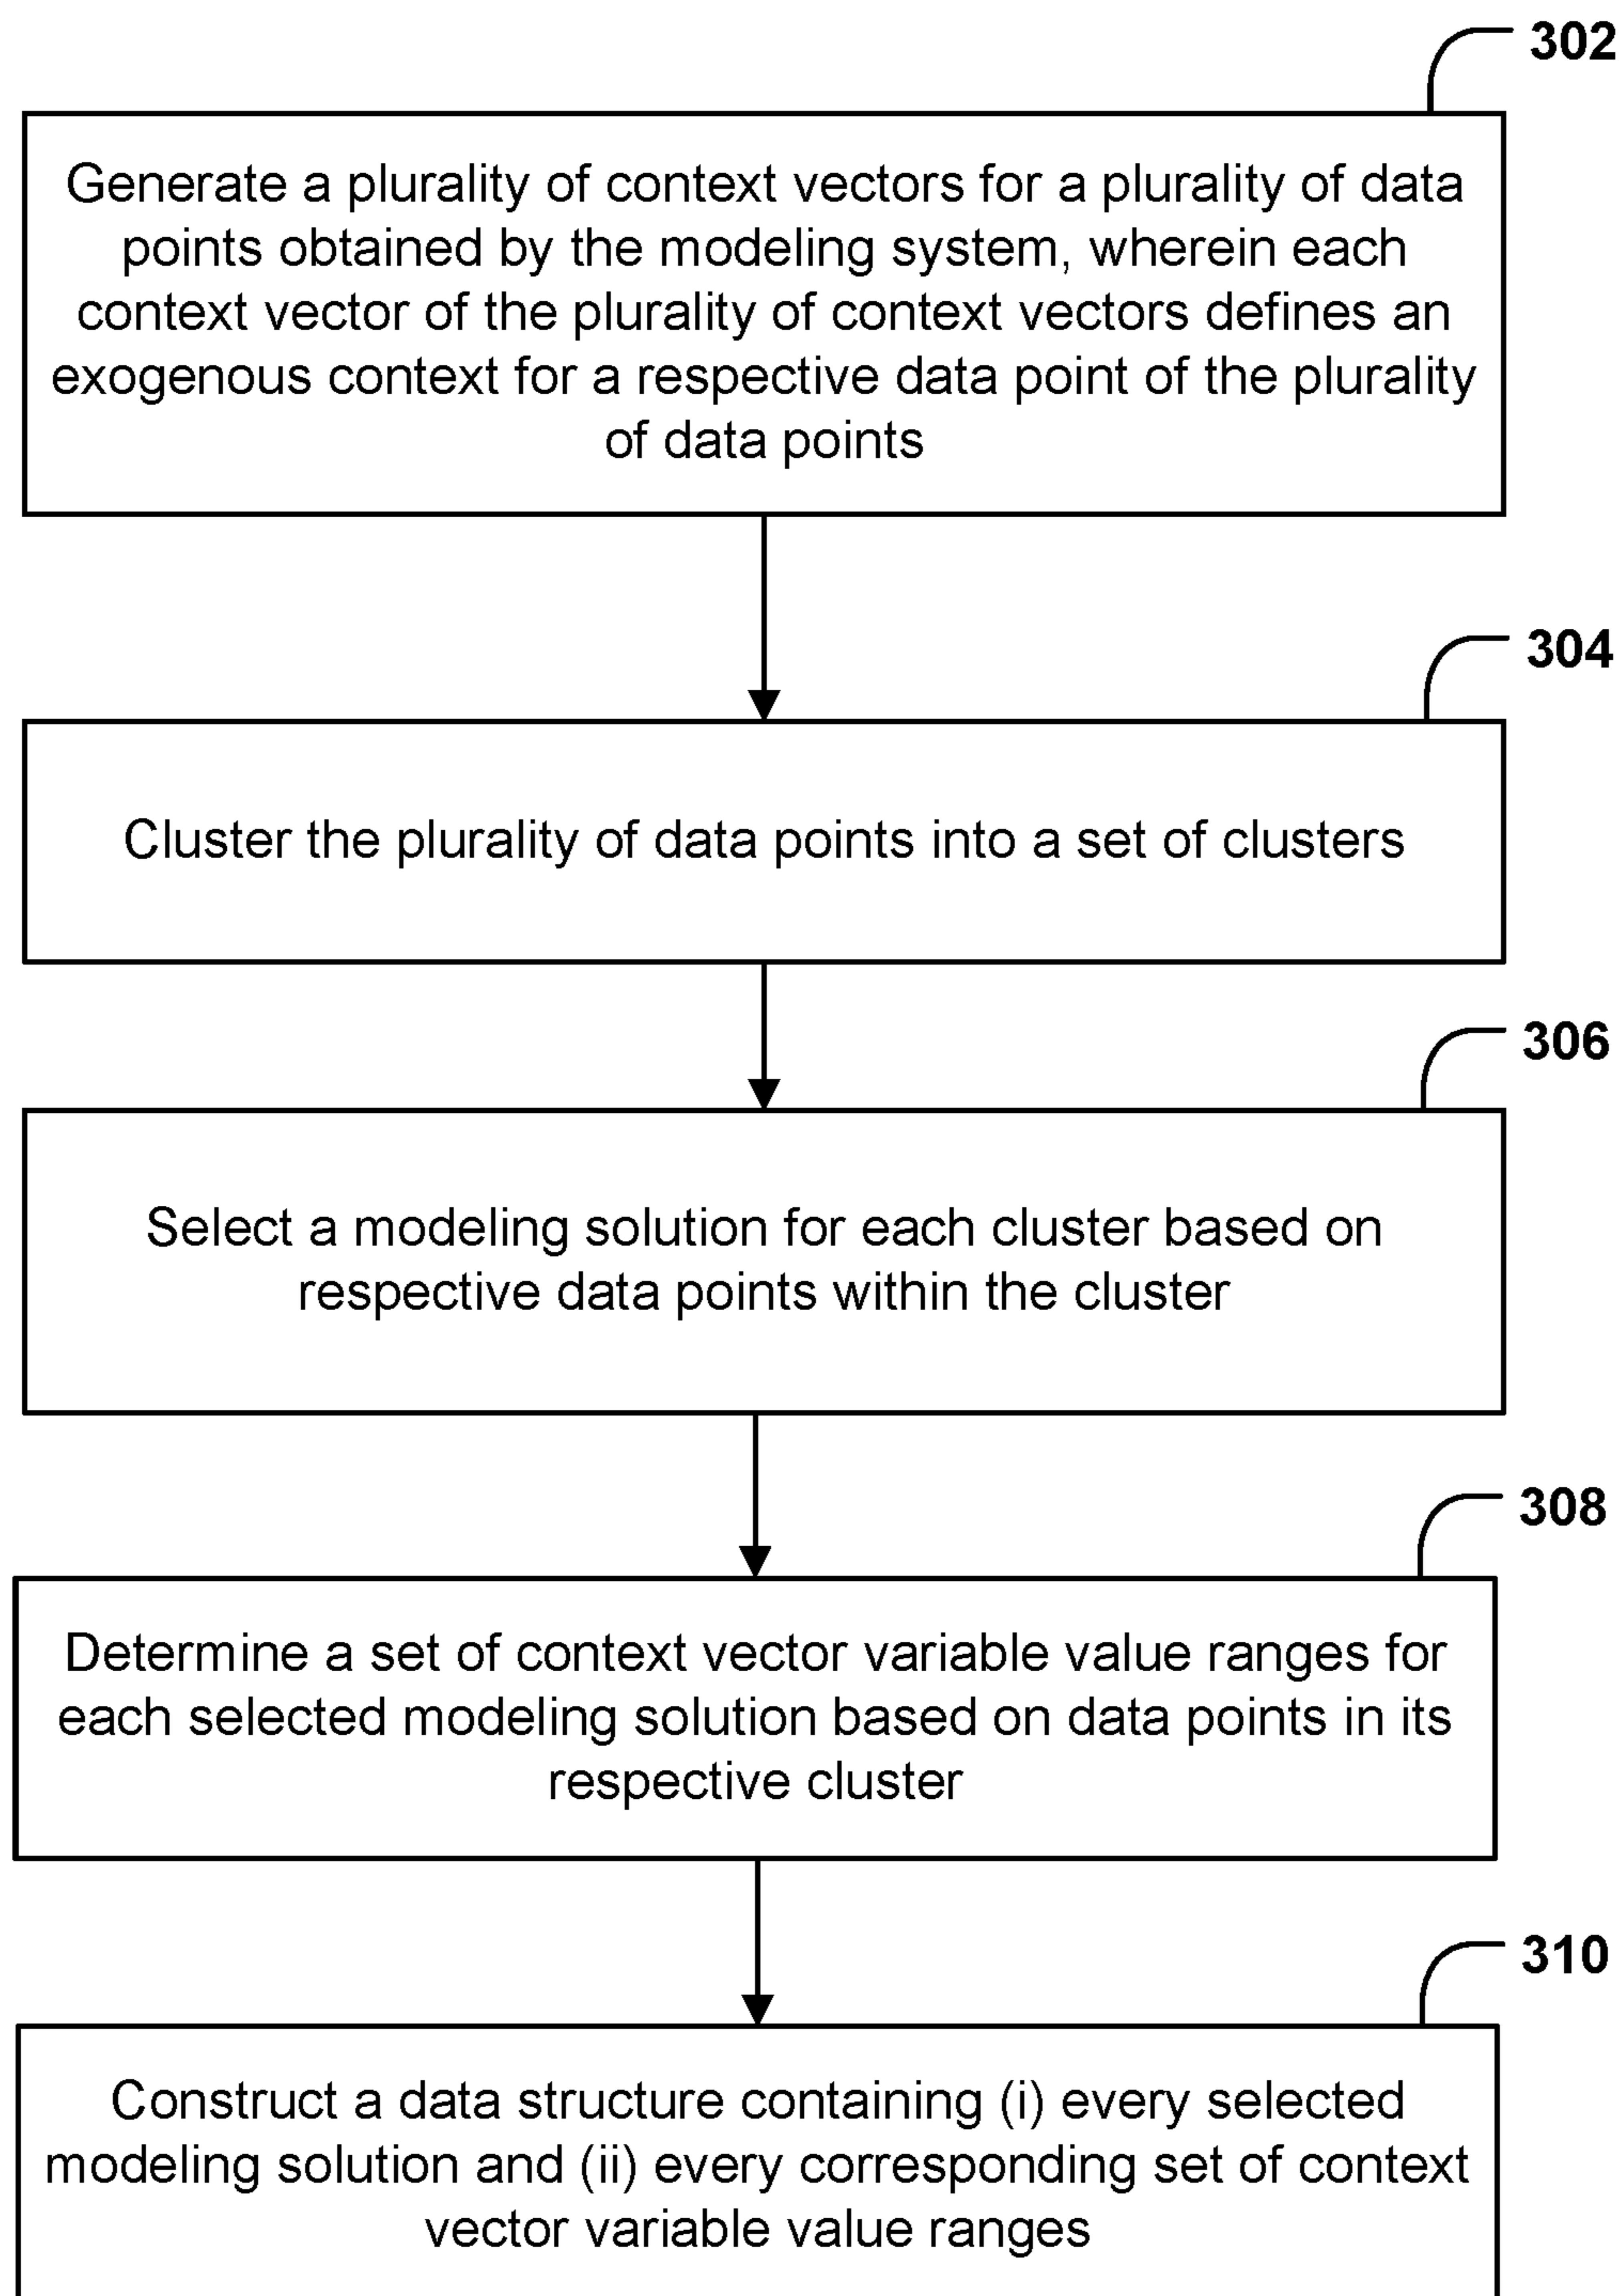 302
Generate a plurality of context vectors for a plurality of data
points obtained by the modeling system, wherein each
context vector of the plurality of context vectors defines an
exogenous context for a respective data point of the plurality
of data points
304
Cluster the plurality of data points into a set of clusters
306
Select a modeling solution for each cluster based on
respective data points within the cluster
308
Determine a set of context vector variable value ranges for
each selected modeling solution based on data points in its
respective cluster
310
Construct a data structure containing (i) every selected
modeling solution and (ii) every corresponding set of context
vector variable value ranges